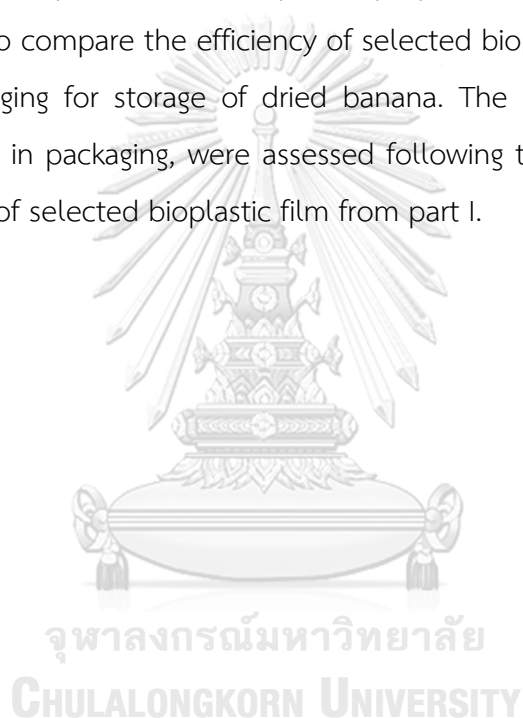 o compare the efficiency of selected bio
ging for storage of dried banana. The
in packaging, were assessed following t
of selected bioplastic film from part I.
จุฬาลงกรณ์มหาวิทยาลัย
CHULALONGKORN UNIVERSITY